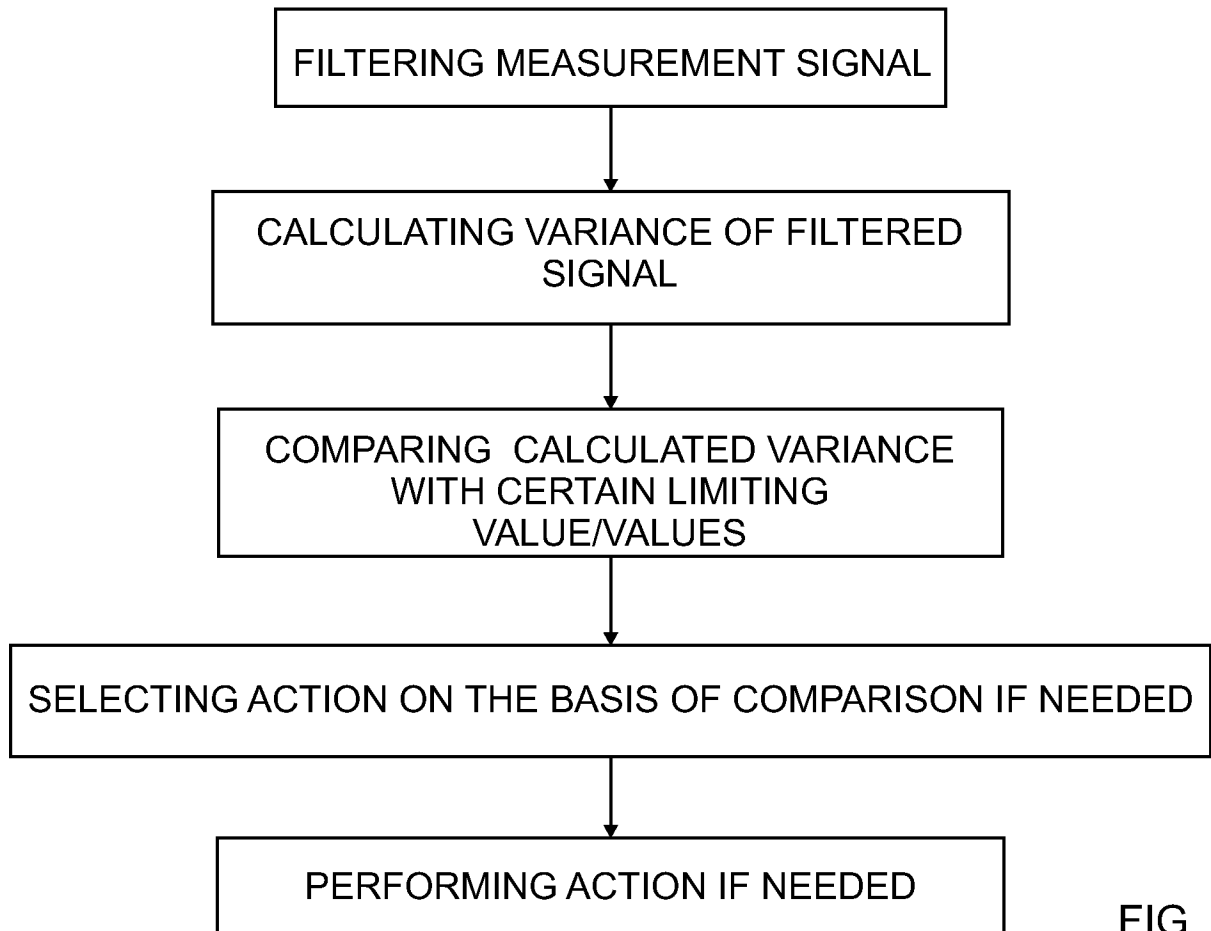 FILTERING MEASUREMENT SIGNAL
CALCULATING VARIANCE OF FILTERED
SIGNAL
COMPARING CALCULATED VARIANCE
WITH CERTAIN LIMITING
VALUE/VALUES
SELECTING ACTION ON THE BASIS OF COMPARISON IF NEEDED
PERFORMING ACTION IF NEEDED
FIG